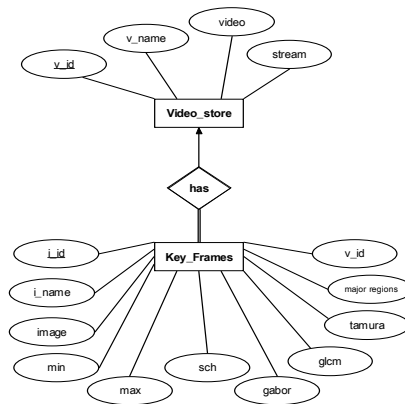 video
v_name
stream
v_id
Video_store
has
i_id
Key_Frames
v_id
i_name
major regions
image
tamura
min
sch
glcm
max
gabor